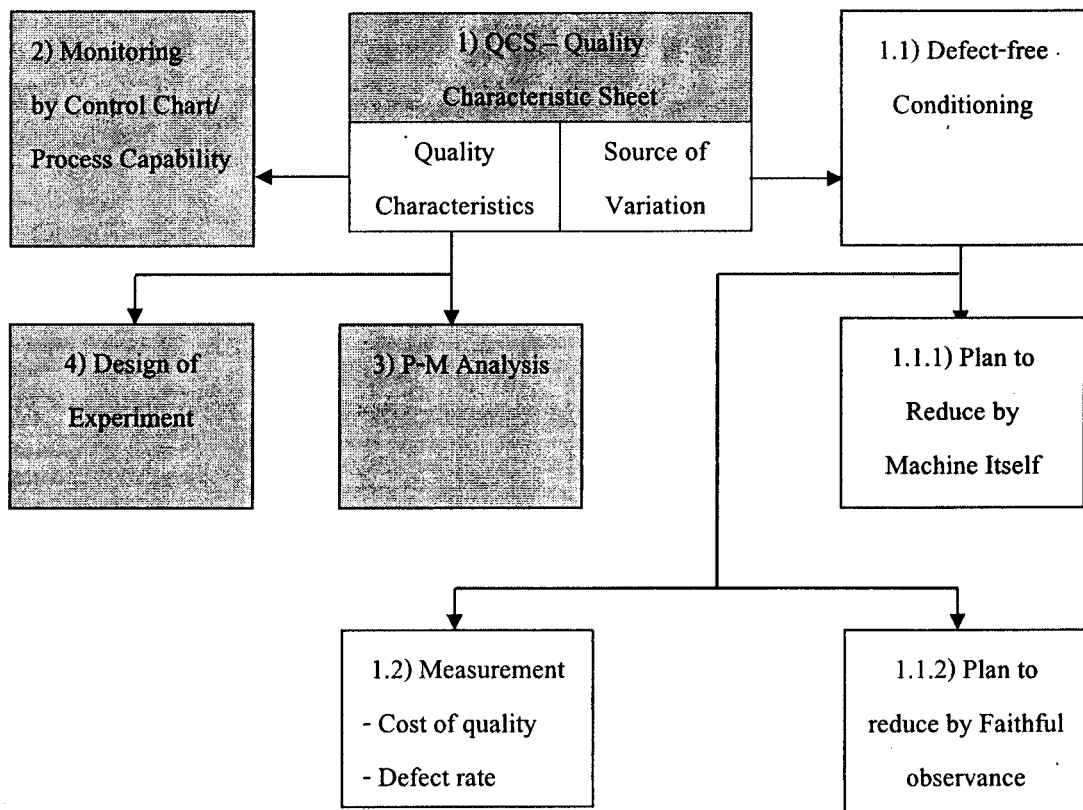 2) Monitoring
by Control Chart/
Process Capability
1) QCS – Quality
Characteristic Sheet
Quality
Characteristics
Source of
Variation
1.1) Defect-free
Conditioning
4) Design of
Experiment
3) P-M Analysis
1.1.1) Plan to
Reduce by
Machine Itself
1.2) Measurement
- Cost of quality
- Defect rate
1.1.2) Plan to
reduce by Faithful
observance